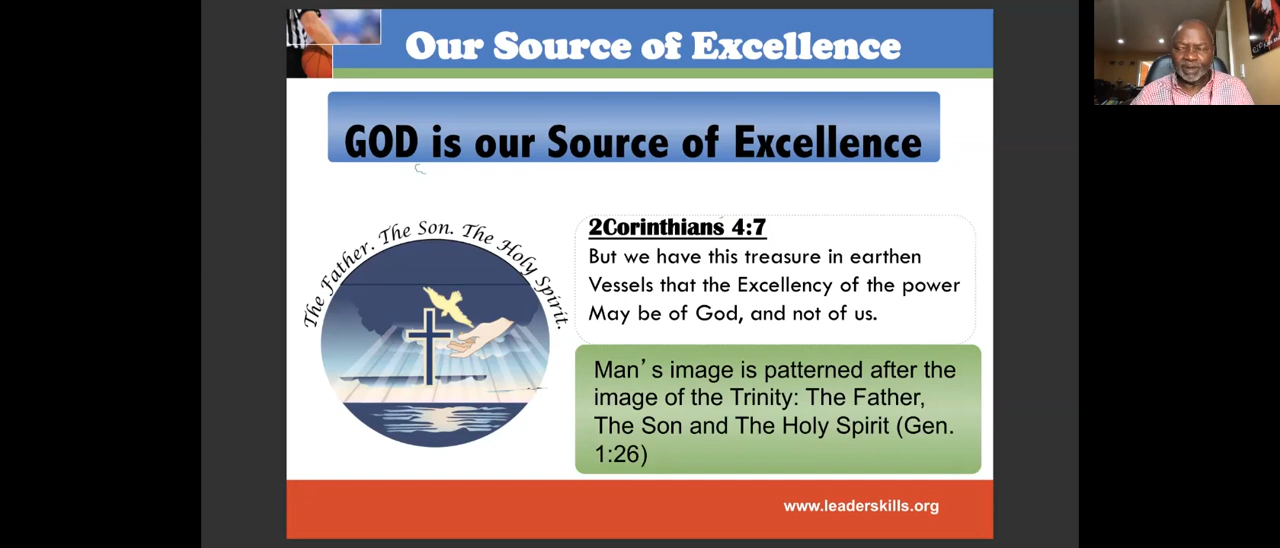 Our Source of Excellence
GOD is our Source of Excellence
The Father. The Son. The Holy Spirit.
2Corinthians 4:7
But we have this treasure in earthen
Vessels that the Excellency of the power
May be of God, and not of us.
Man’s image is patterned after the
image of the Trinity: The Father,
The Son and The Holy Spirit (Gen.
1:26)
www.leaderskills.org